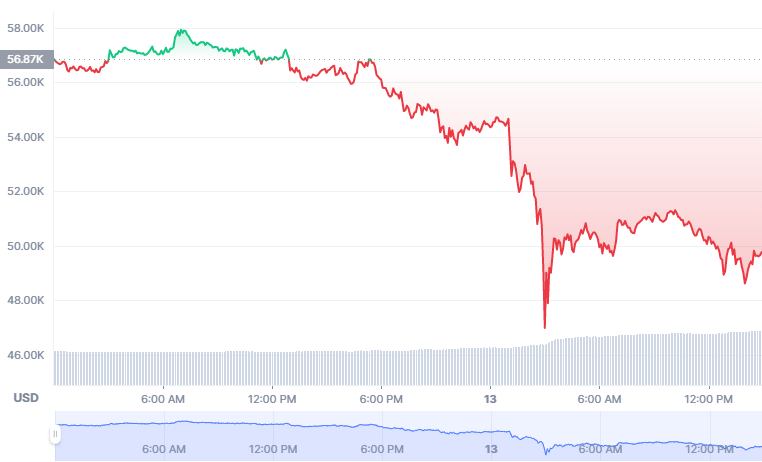 58.00K
56.87K
56.00K
54.00K
52.00K
50.00K
48.00K
46.00K
USD
6:00 AM 12:00 PM 6:00 PM 13 6:00 AM 12:00 PM
6:00 AM 12:00 PM 6:00 PM 13 6:00 AM 12:00 PM